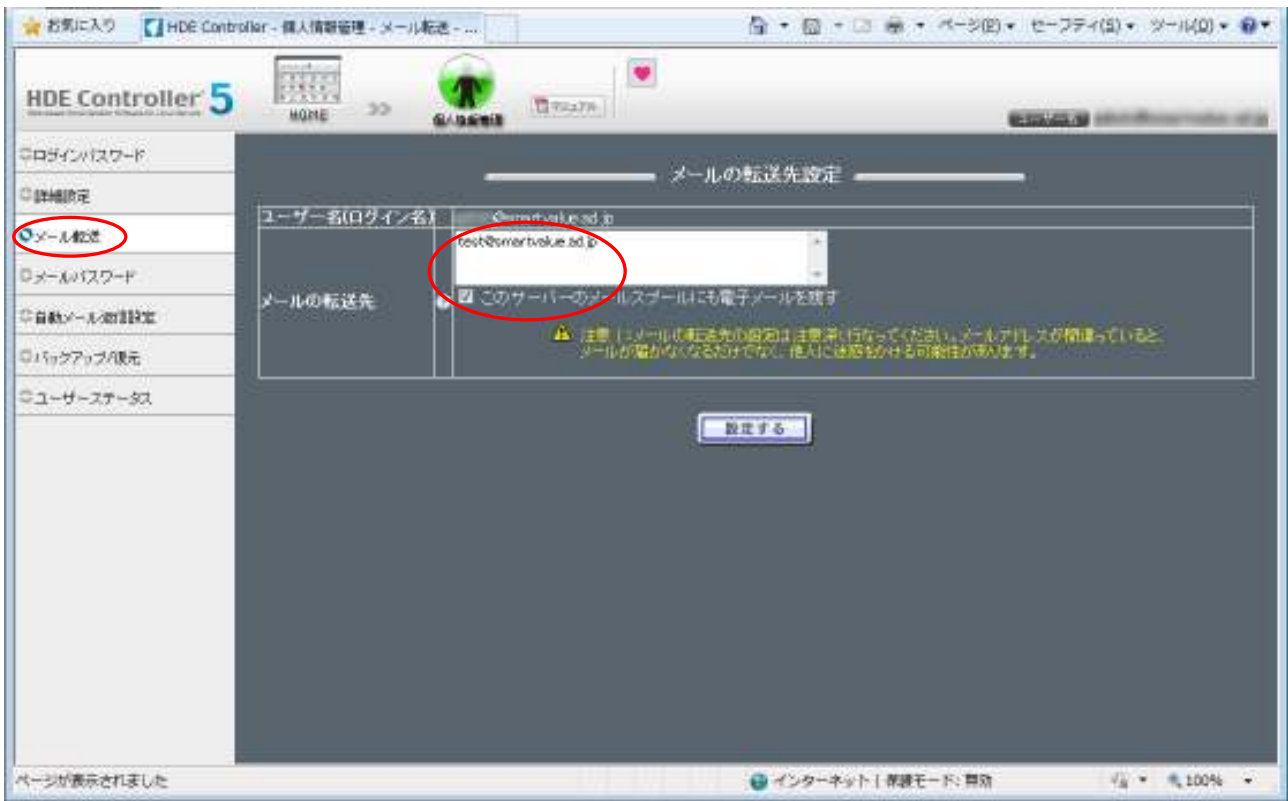 お気に入り HDE Controller - 個人情報管理 - メール転送 - ... ページ(P) セーフティ(S) ツール(O)
HDE Controller 5
HOME >> 個人情報管理 マニュアル
ユーザー名
ログインパスワード
詳細設定
メール転送
メールパスワード
自動メール返信設定
バックアップ/復元
ユーザーステータス
メールの転送先設定
ユーザー名(ログイン名) @smartvalue.ad.jp
メールの転送先
test@smartvalue.ad.jp
このサーバーのメールスプールにも電子メールを残す
注意!:メールの転送先の設定は注意深く行なってください。メールアドレスが間違っていると、
メールが届かなくなるだけでなく、他人に迷惑をかける可能性があります。
設定する
ページが表示されました インターネット | 保護モード: 無効 100%